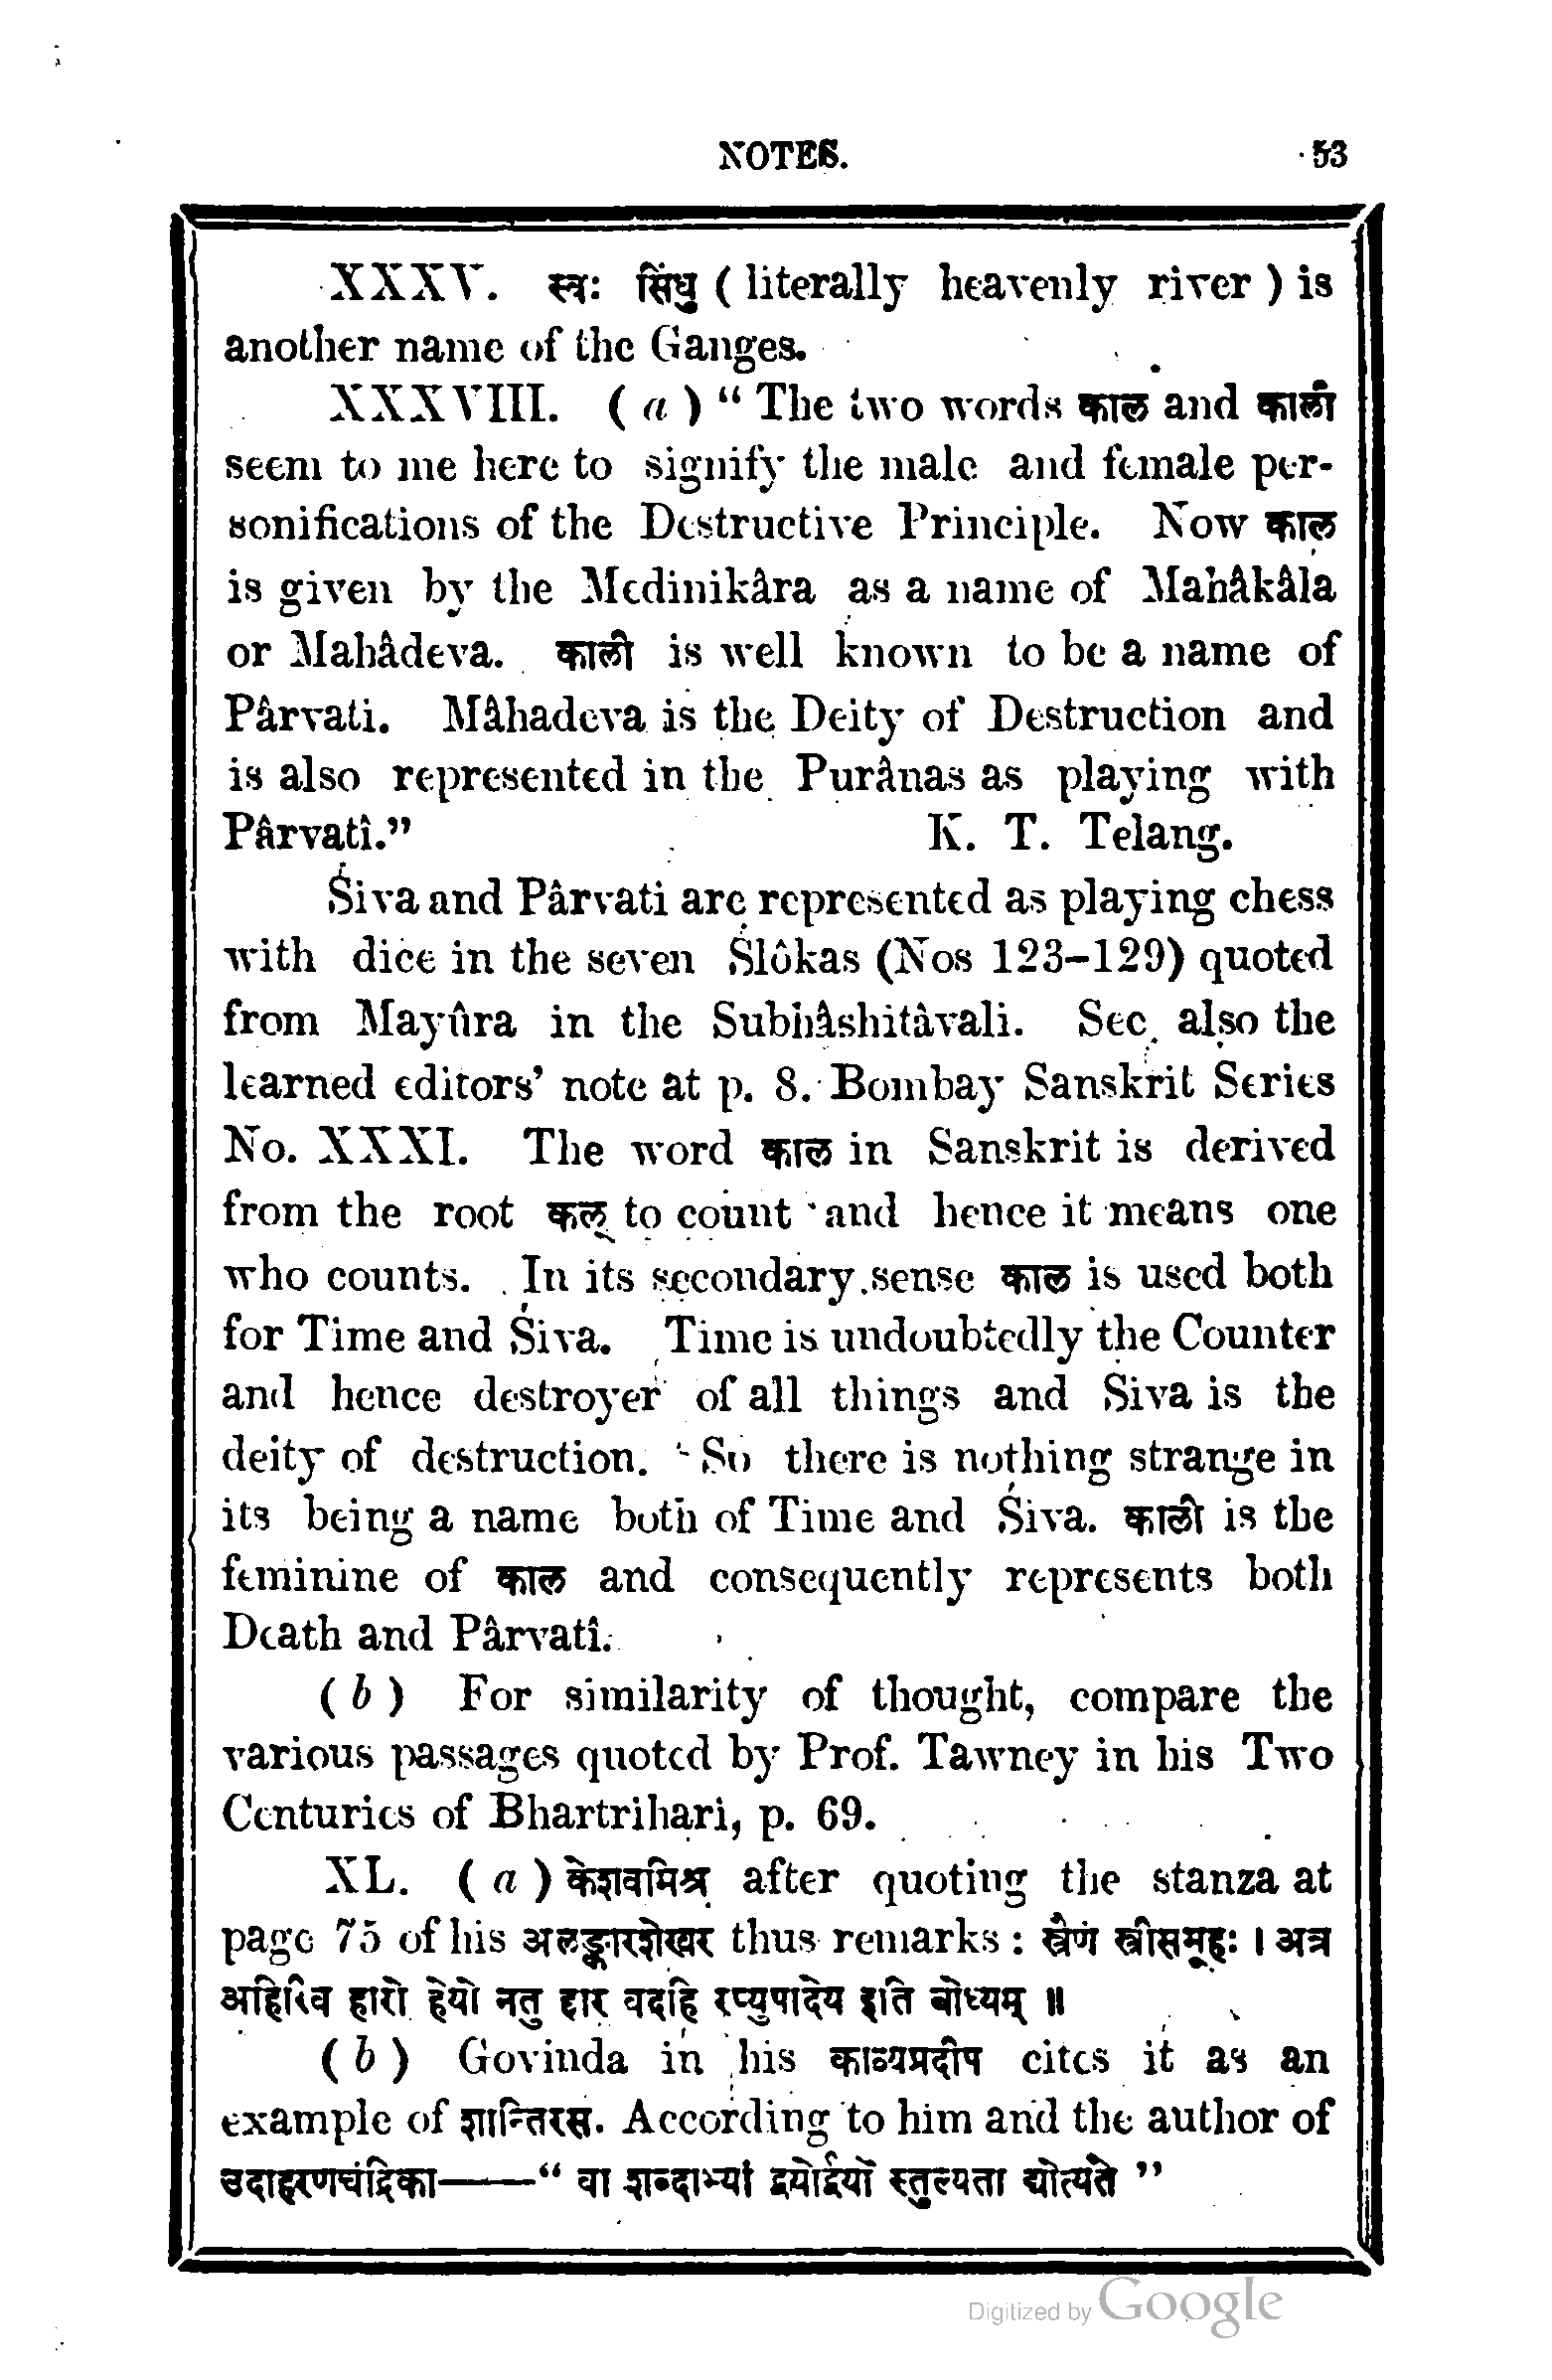 NOTES. 53
XXXV. स्वः सिंधु ( literally heavenly river ) is
another name of the Ganges.
XXXVIII. ( a ) “ The two words काल and काली
seem to me here to signify the male and female per-
sonifications of the Destructive Principle. Now काल
is given by the Medinikâra as a name of Mahâkâla
or Mahâdeva. काली is well known to be a name of
Pârvati. Mâhadeva is the Deity of Destruction and
is also represented in the Purânas as playing with
Pârvatî.” K. T. Telang.
Śiva and Pârvati are represented as playing chess
with dice in the seven Ślôkas (Nos 123–129) quoted
from Mayûra in the Subhâshitâvali. See also the
learned editors’ note at p. 8. Bombay Sanskrit Series
No. XXXI. The word काल in Sanskrit is derived
from the root कल् to count and hence it means one
who counts. In its secondary sense काल is used both
for Time and Śiva. Time is undoubtedly the Counter
and hence destroyer of all things and Siva is the
deity of destruction. So there is nothing strange in
its being a name both of Time and Śiva. काली is the
feminine of काल and consequently represents both
Death and Pârvatî.
( b ) For similarity of thought, compare the
various passages quoted by Prof. Tawney in his Two
Centuries of Bhartrihari, p. 69.
XL. ( a ) केशवमिश्र after quoting the stanza at
page 75 of his अलङ्कारशेखर thus remarks : स्त्रैणं स्त्रीसमूहः । अत्र
अहिरिव हारो हेयो नतु हार वदहि रप्युपादेय इति बोध्यम् ॥
( b ) Govinda in his काव्यप्रदीप cites it as an
example of शान्तिरस. According to him and the author of
उदाहरणचंद्रिका——“ वा शब्दाभ्यां द्वयोर्द्वयो स्तुल्यता द्योत्यते ”
Digitized by Google